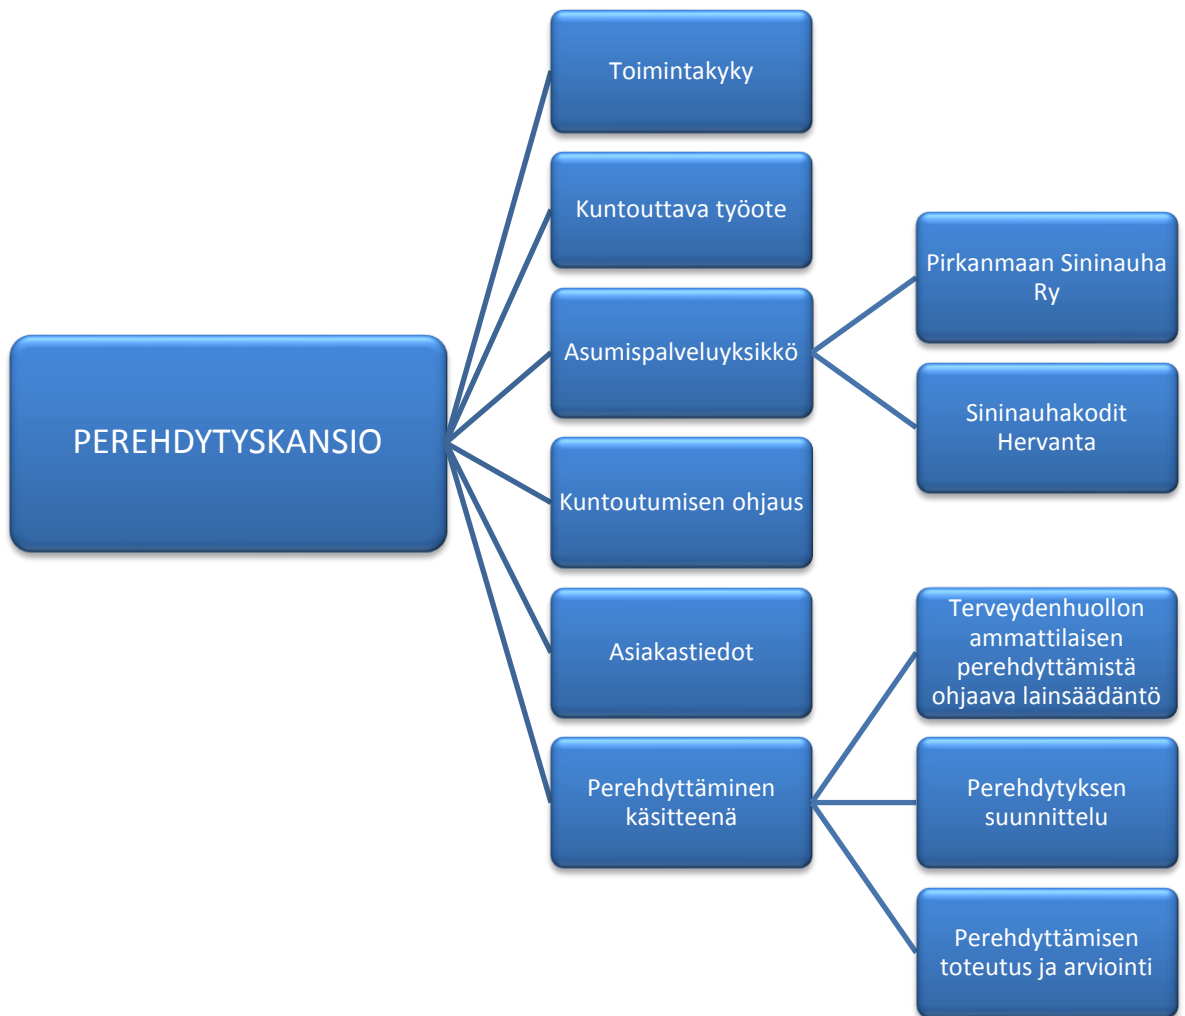 PEREHDYTYSKANSIO
Toimintakyky
Kuntouttava työote
Asumispalveluyksikkö
Pirkanmaan Sininauha
Ry
Sininauhakodit
Hervanta
Kuntoutumisen ohjaus
Asiakastiedot
Perehdyttäminen
käsitteenä
Terveydenhuollon
ammattilaisen
perehdyttämistä
ohjaava lainsäädäntö
Perehdytyksen
suunnittelu
Perehdyttämisen
toteutus ja arviointi